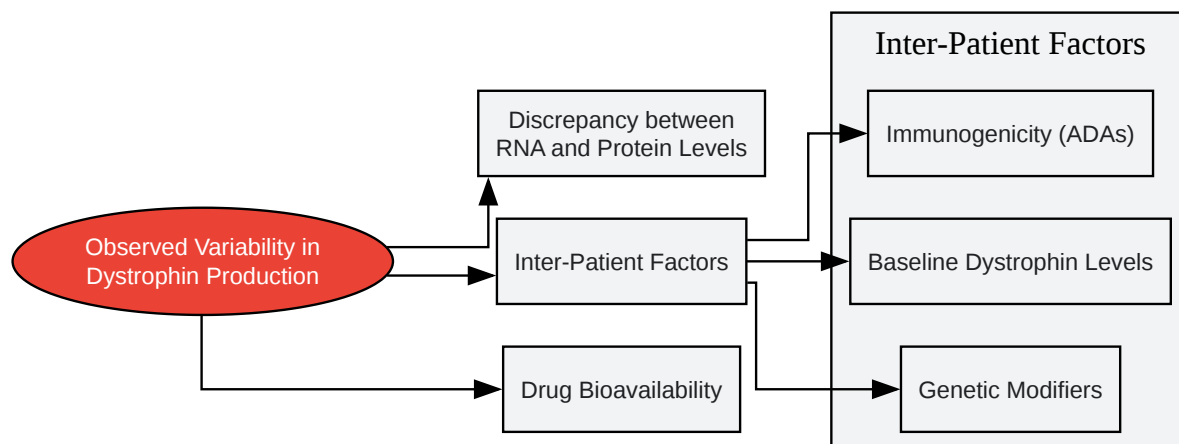 Inter-Patient Factors
Discrepancy between
RNA and Protein Levels
Immunogenicity (ADAs)
Observed Variability in
Dystrophin Production
Inter-Patient Factors
Baseline Dystrophin Levels
Drug Bioavailability
Genetic Modifiers